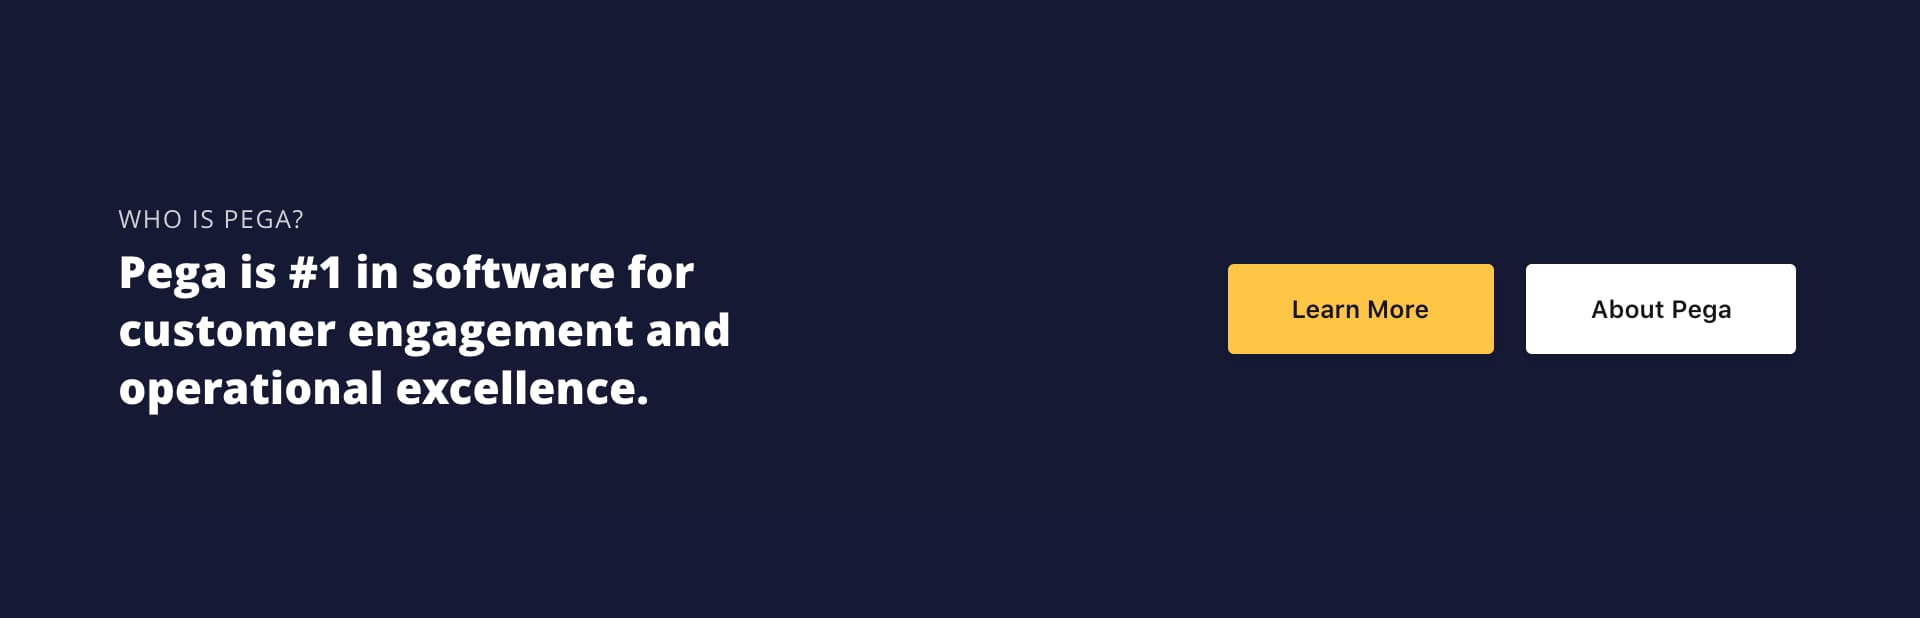 WHO IS PEGA?
Pega is #1 in software for
customer engagement and
operational excellence.
Learn More
About Pega